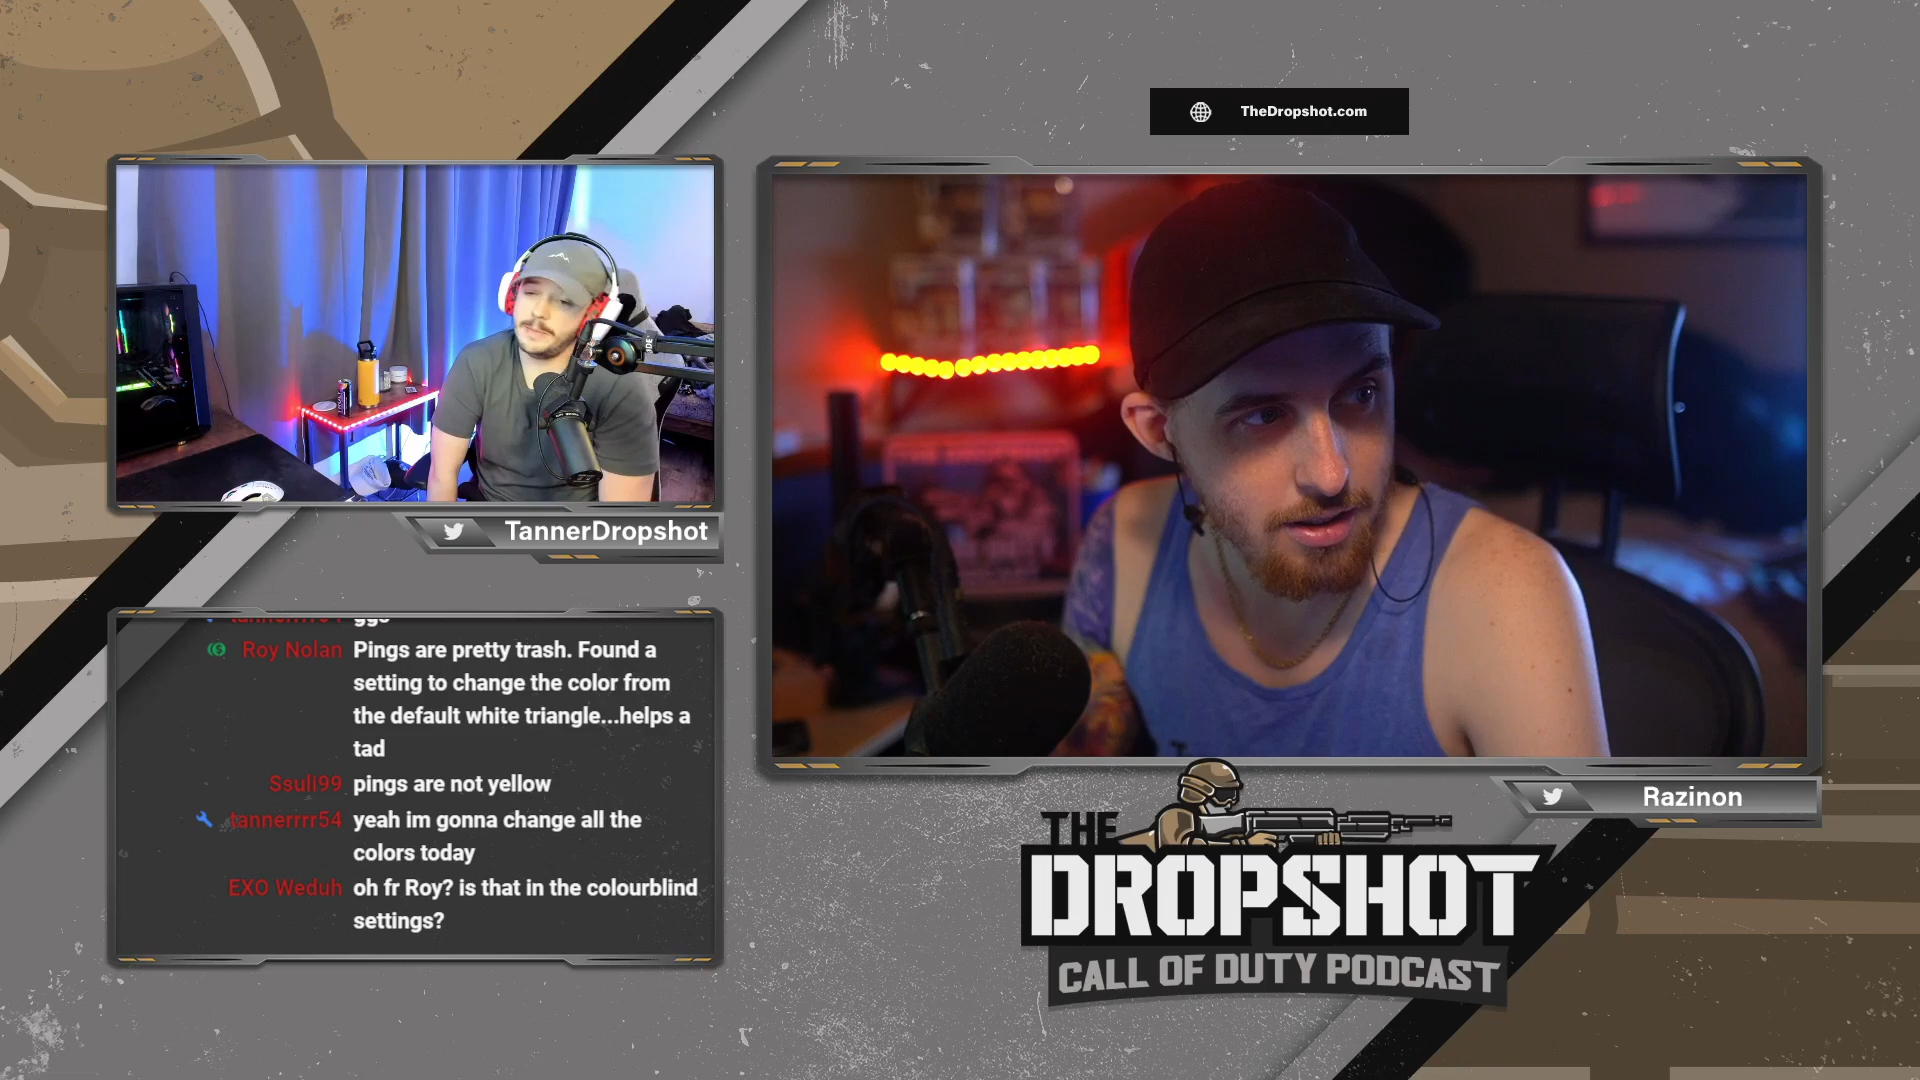 TheDropshot.com
TannerDropshot
ggs
Roy Nolan Pings are pretty trash. Found a
setting to change the color from
the default white triangle...helps a
tad
Ssuli99 pings are not yellow
tannerrrr54 yeah im gonna change all the
colors today
EXO Weduh oh fr Roy? is that in the colourblind
settings?
Razinon
THE
DROPSHOT
CALL OF DUTY PODCAST